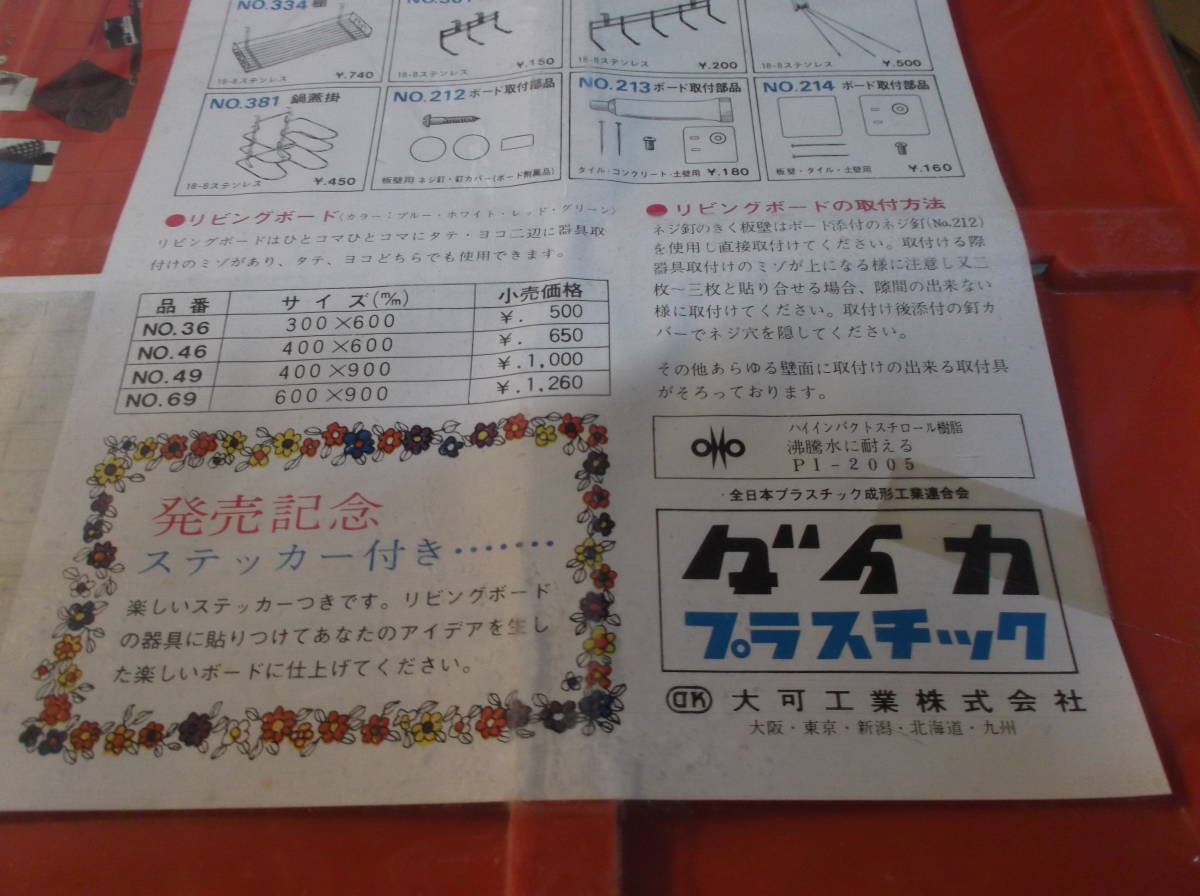 NO.334 棚
18-8ステンレス ¥.740
18-8ステンレス ¥.150
18-8ステンレス ¥.200
18-8ステンレス ¥.500
NO.381 鍋蓋掛
18-8ステンレス ¥.450
NO.212 ボード取付部品
板壁用 ネジ釘・釘カバー(ボード附属品)
NO.213 ボード取付部品
タイル・コンクリート・土壁用 ¥.180
NO.214 ボード取付部品
板壁・タイル・土壁用 ¥.160
●リビングボード(カラー;ブルー・ホワイト・レッド・グリーン)
リビングボードはひとコマひとコマにタテ・ヨコ二辺に器具取
付けのミゾがあり、タテ、ヨコどちらでも使用できます。
品番 サイズ(m/m) 小売価格
NO.36 300×600 ¥. 500
NO.46 400×600 ¥. 650
NO.49 400×900 ¥.1,000
NO.69 600×900 ¥.1,260
発売記念
ステッカー付き・・・・・・・
楽しいステッカーつきです。リビングボード
の器具に貼りつけてあなたのアイデアを生し
た楽しいボードに仕上げてください。
●リビングボードの取付方法
ネジ釘のきく板壁はボード添付のネジ釘(No.212)
を使用し直接取付けてください。取付ける際
器具取付けのミゾが上になる様に注意し又二
枚〜三枚と貼り合せる場合、隙間の出来ない
様に取付けてください。取付け後添付の釘カ
バーでネジ穴を隠してください。
その他あらゆる壁面に取付けの出来る取付具
がそろっております。
ハイインパクトスチロール樹脂
沸騰水に耐える
PI-2005
・全日本プラスチック成形工業連合会
ダイカ
プラスチック
DK 大可工業株式会社
大阪・東京・新潟・北海道・九州